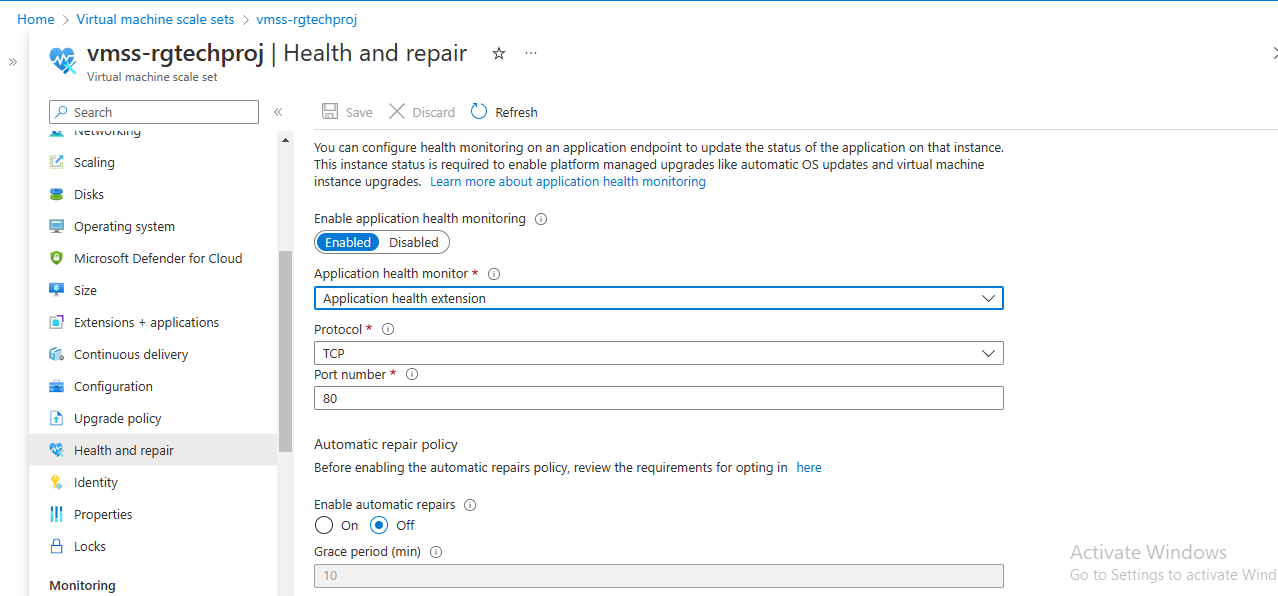 Home > Virtual machine scale sets > vmss-rgtechproj
vmss-rgtechproj | Health and repair
Virtual machine scale set
Search
Networking
Scaling
Disks
Operating system
Microsoft Defender for Cloud
Size
Extensions + applications
Continuous delivery
Configuration
Upgrade policy
Health and repair
Identity
Properties
Locks
Monitoring
Save Discard Refresh
You can configure health monitoring on an application endpoint to update the status of the application on that instance.
This instance status is required to enable platform managed upgrades like automatic OS updates and virtual machine
instance upgrades. Learn more about application health monitoring
Enable application health monitoring
Enabled Disabled
Application health monitor *
Application health extension
Protocol *
TCP
Port number *
80
Automatic repair policy
Before enabling the automatic repairs policy, review the requirements for opting in here
Enable automatic repairs
On Off
Grace period (min)
10
Activate Windows
Go to Settings to activate Wind